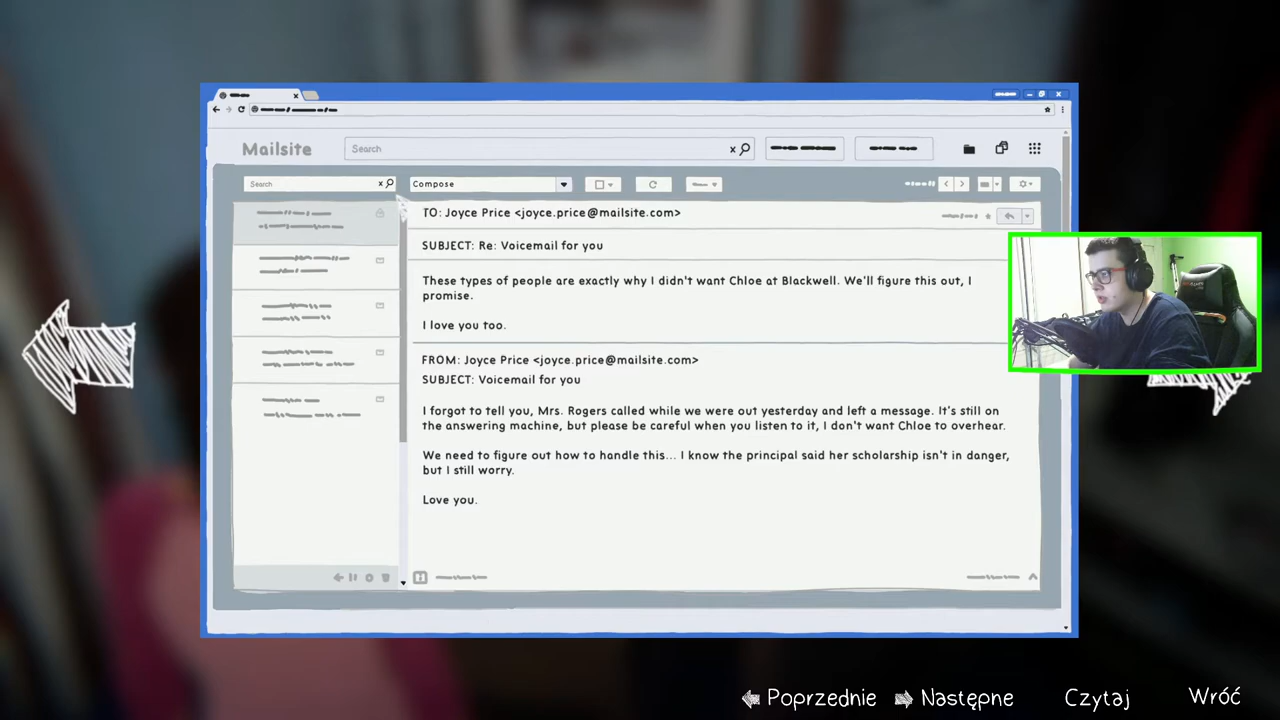 Mailsite
Search
x
Search
x
Compose
TO: Joyce Price <joyce.price@mailsite.com>
SUBJECT: Re: Voicemail for you
These types of people are exactly why I didn't want Chloe at Blackwell. We'll figure this out, I
promise.
I love you too.
FROM: Joyce Price <joyce.price@mailsite.com>
SUBJECT: Voicemail for you
I forgot to tell you, Mrs. Rogers called while we were out yesterday and left a message. It's still on
the answering machine, but please be careful when you listen to it, I don't want Chloe to overhear.
We need to figure out how to handle this... I know the principal said her scholarship isn't in danger,
but I still worry.
Love you.
Poprzednie
Następne
Czytaj
Wróć